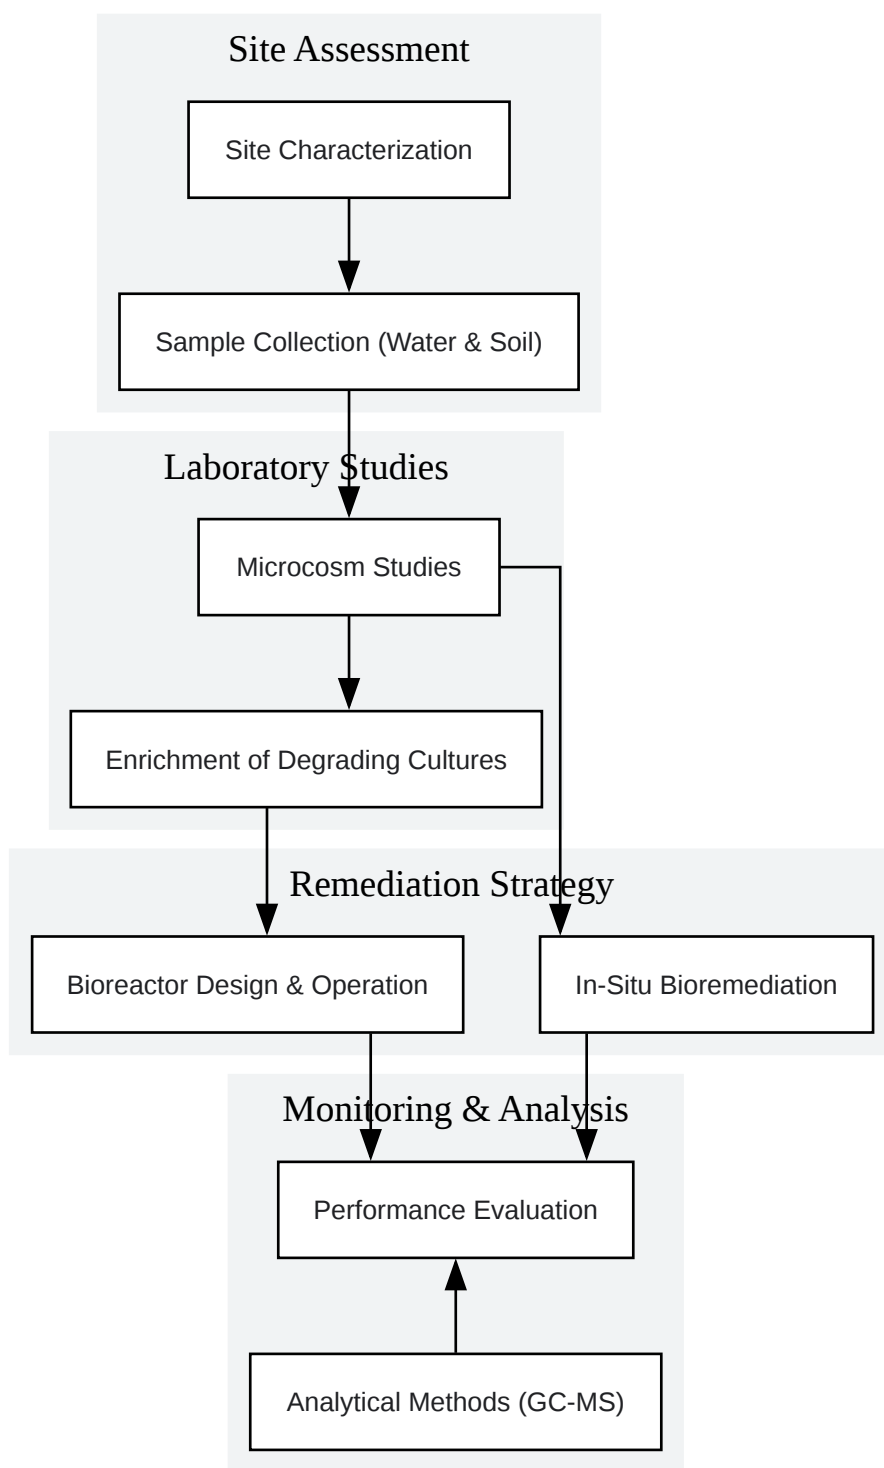 Site Assessment
Site Characterization
Sample Collection (Water & Soil)
Laboratory Studies
Microcosm Studies
Enrichment of Degrading Cultures
Remediation Strategy
Bioreactor Design & Operation
In-Situ Bioremediation
Monitoring & Analysis
Performance Evaluation
Analytical Methods (GC-MS)